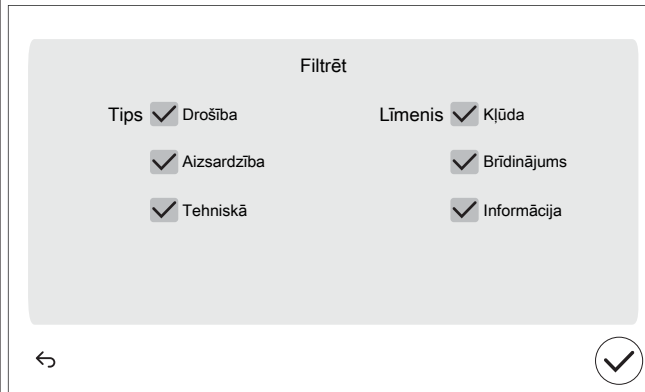 Filtrēt
Tips Drošība Līmenis Kļūda
Aizsardzība Brīdinājums
Tehniskā Informācija